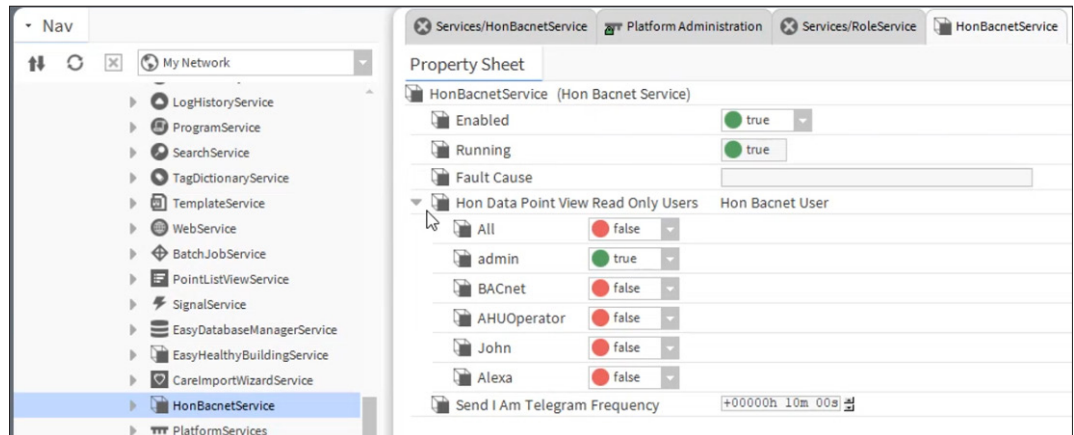 Nav
My Network
LogHistoryService
ProgramService
SearchService
TagDictionaryService
TemplateService
WebService
BatchJobService
PointListViewService
SignalService
EasyDatabaseManagerService
EasyHealthyBuildingService
CareImportWizardService
HonBacnetService
PlatformServices
Services/HonBacnetService Platform Administration Services/RoleService HonBacnetService
Property Sheet
HonBacnetService (Hon Bacnet Service)
Enabled true
Running true
Fault Cause
Hon Data Point View Read Only Users Hon Bacnet User
All false
admin true
BACnet false
AHUOperator false
John false
Alexa false
Send I Am Telegram Frequency +00000h 10m 00s